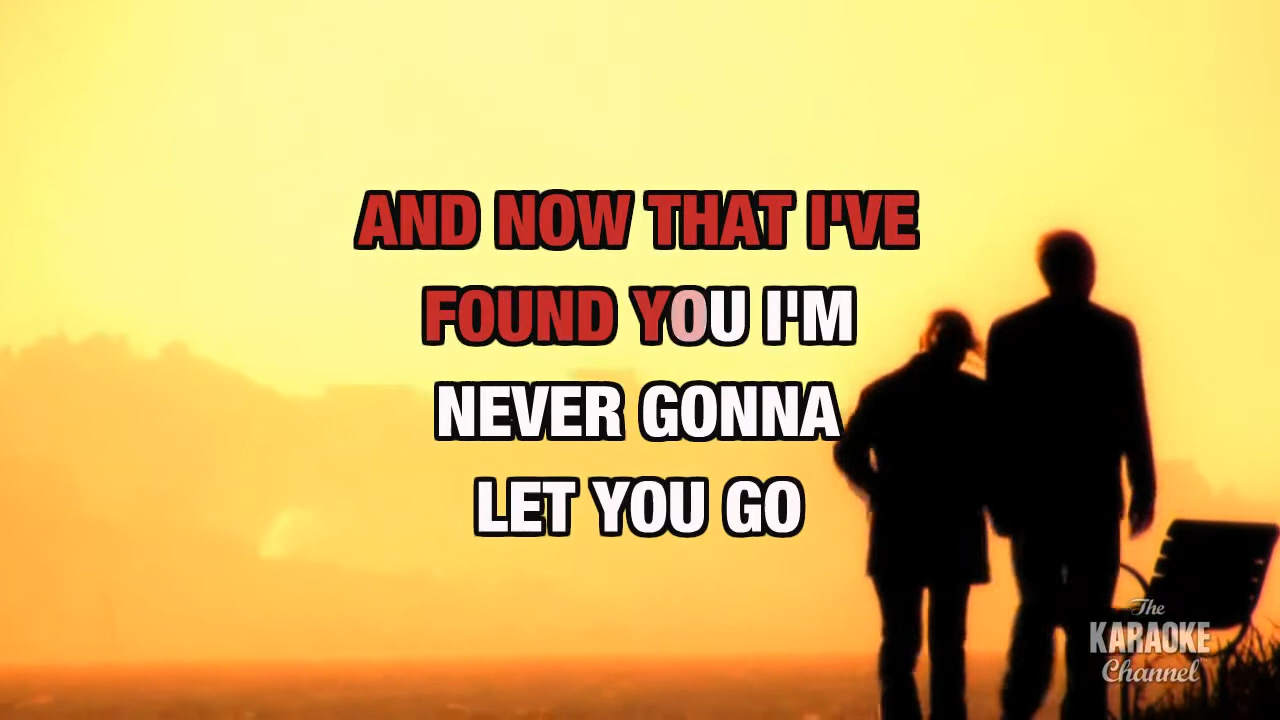 AND NOW THAT I'VE
FOUND YOU I'M
NEVER GONNA
LET YOU GO
The
KARAOKE
Channel